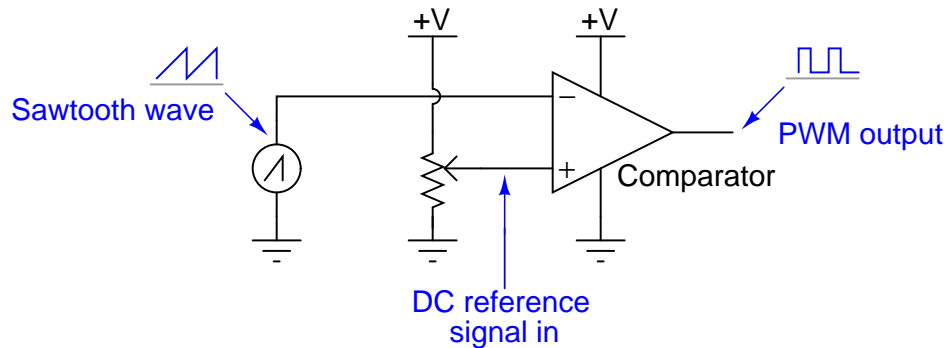 +V
+V
Sawtooth wave
−
PWM output
+
Comparator
DC reference
signal in